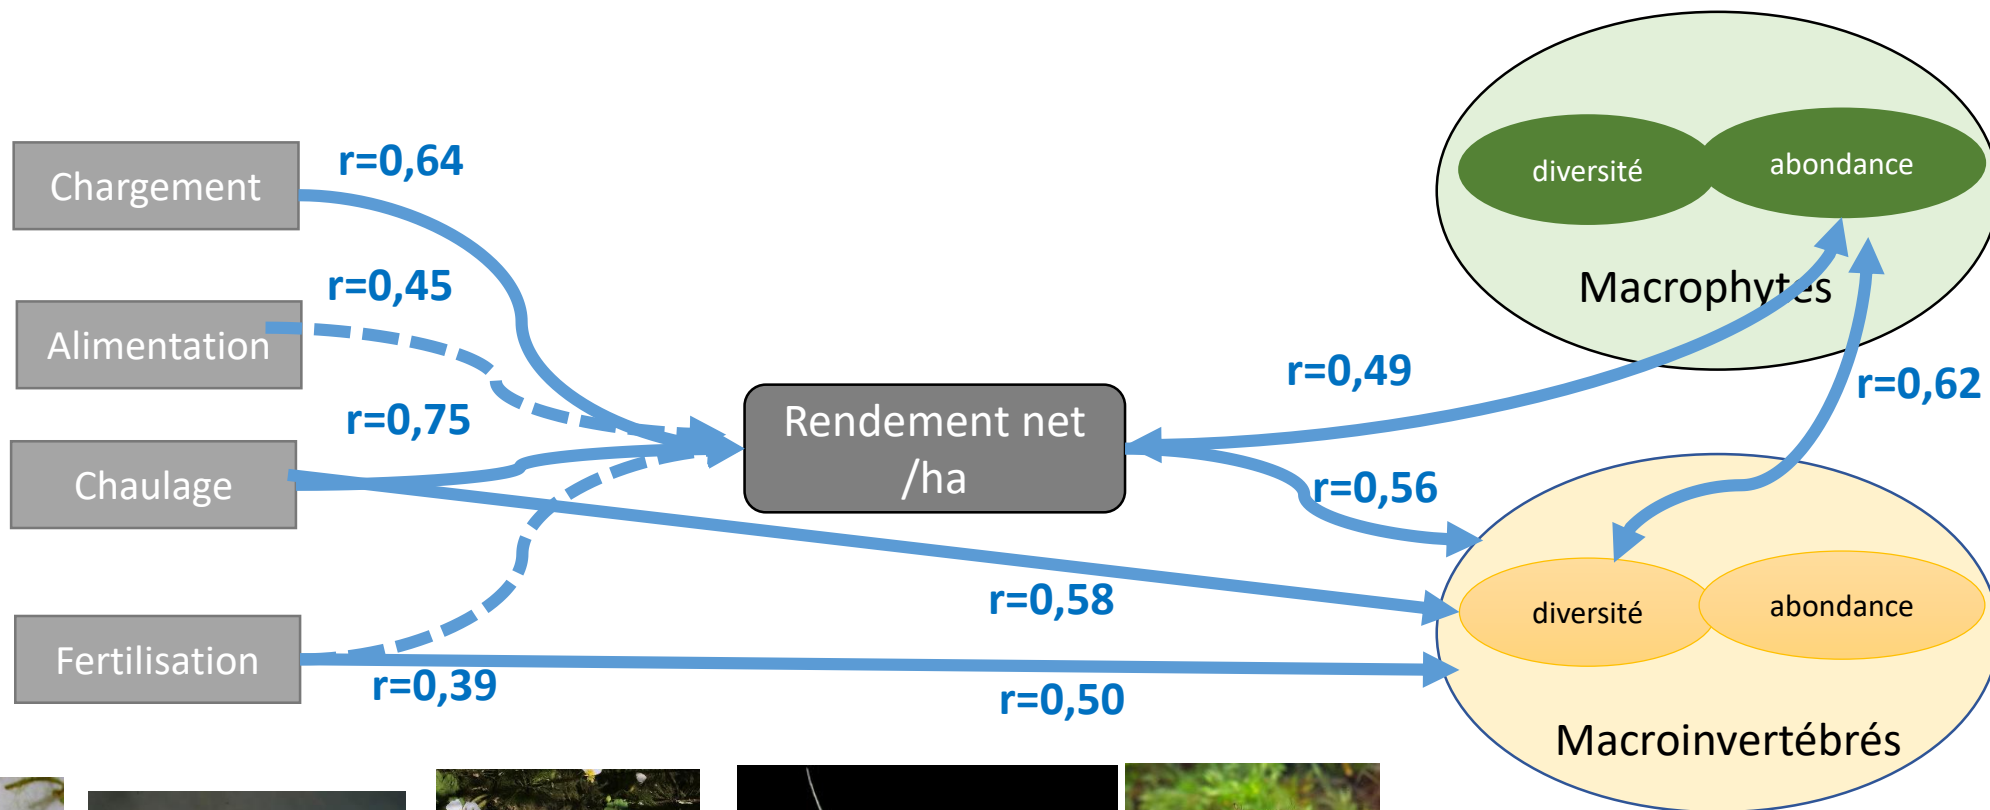 Chargement
r=0,64
Alimentation
r=0,45
Chaulage
r=0,75
Fertilisation
r=0,39
Rendement net
/ha
r=0,58
r=0,50
r=0,49
r=0,56
r=0,62
diversité
abondance
Macrophytes
diversité
abondance
Macroinvertébrés